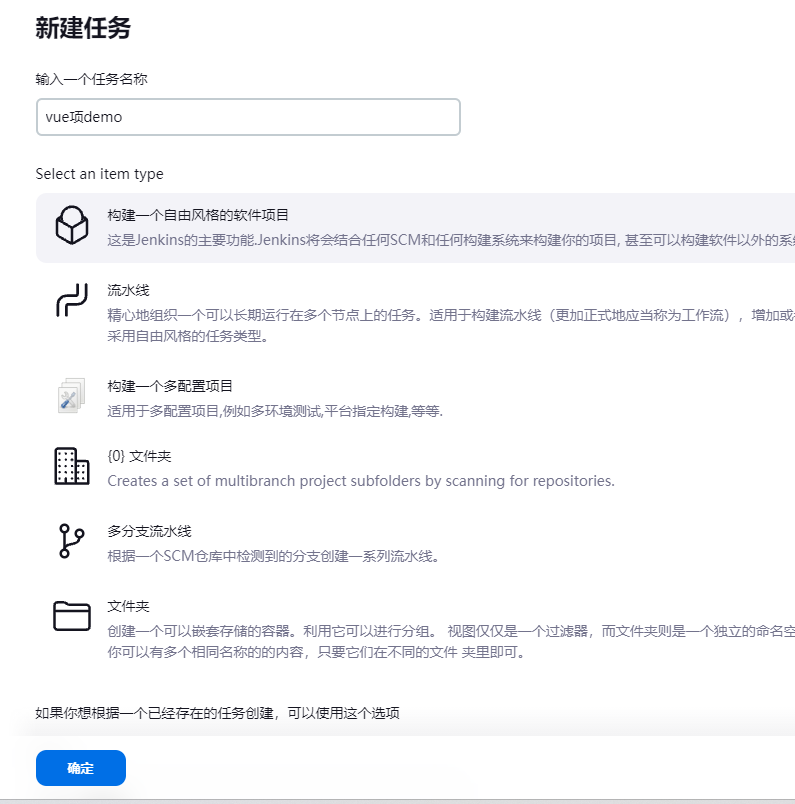 新建任务
输入一个任务名称
vue项demo
Select an item type
构建一个自由风格的软件项目
这是Jenkins的主要功能.Jenkins将会结合任何SCM和任何构建系统来构建你的项目, 甚至可以构建软件以外的系
流水线
精心地组织一个可以长期运行在多个节点上的任务。适用于构建流水线（更加正式地应当称为工作流），增加或
采用自由风格的任务类型。
构建一个多配置项目
适用于多配置项目,例如多环境测试,平台指定构建,等等.
{0} 文件夹
Creates a set of multibranch project subfolders by scanning for repositories.
多分支流水线
根据一个SCM仓库中检测到的分支创建一系列流水线。
文件夹
创建一个可以嵌套存储的容器。利用它可以进行分组。 视图仅仅是一个过滤器，而文件夹则是一个独立的命名空
你可以有多个相同名称的的内容，只要它们在不同的文件 夹里即可。
如果你想根据一个已经存在的任务创建，可以使用这个选项
确定